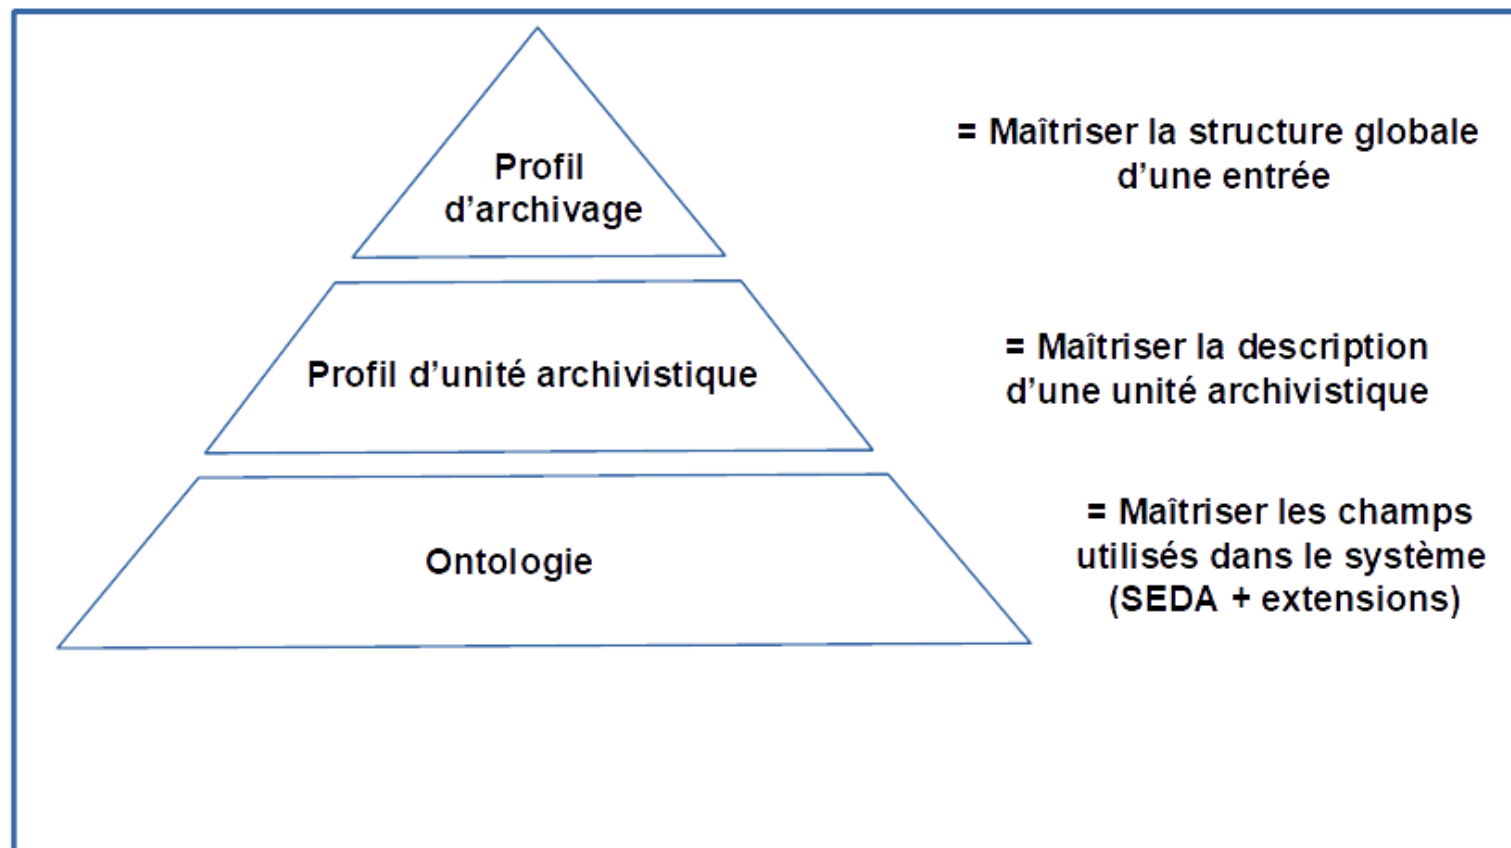 Profil
d’archivage
= Maîtriser la structure globale
d’une entrée
Profil d’unité archivistique
= Maîtriser la description
d’une unité archivistique
Ontologie
= Maîtriser les champs
utilisés dans le système
(SEDA + extensions)